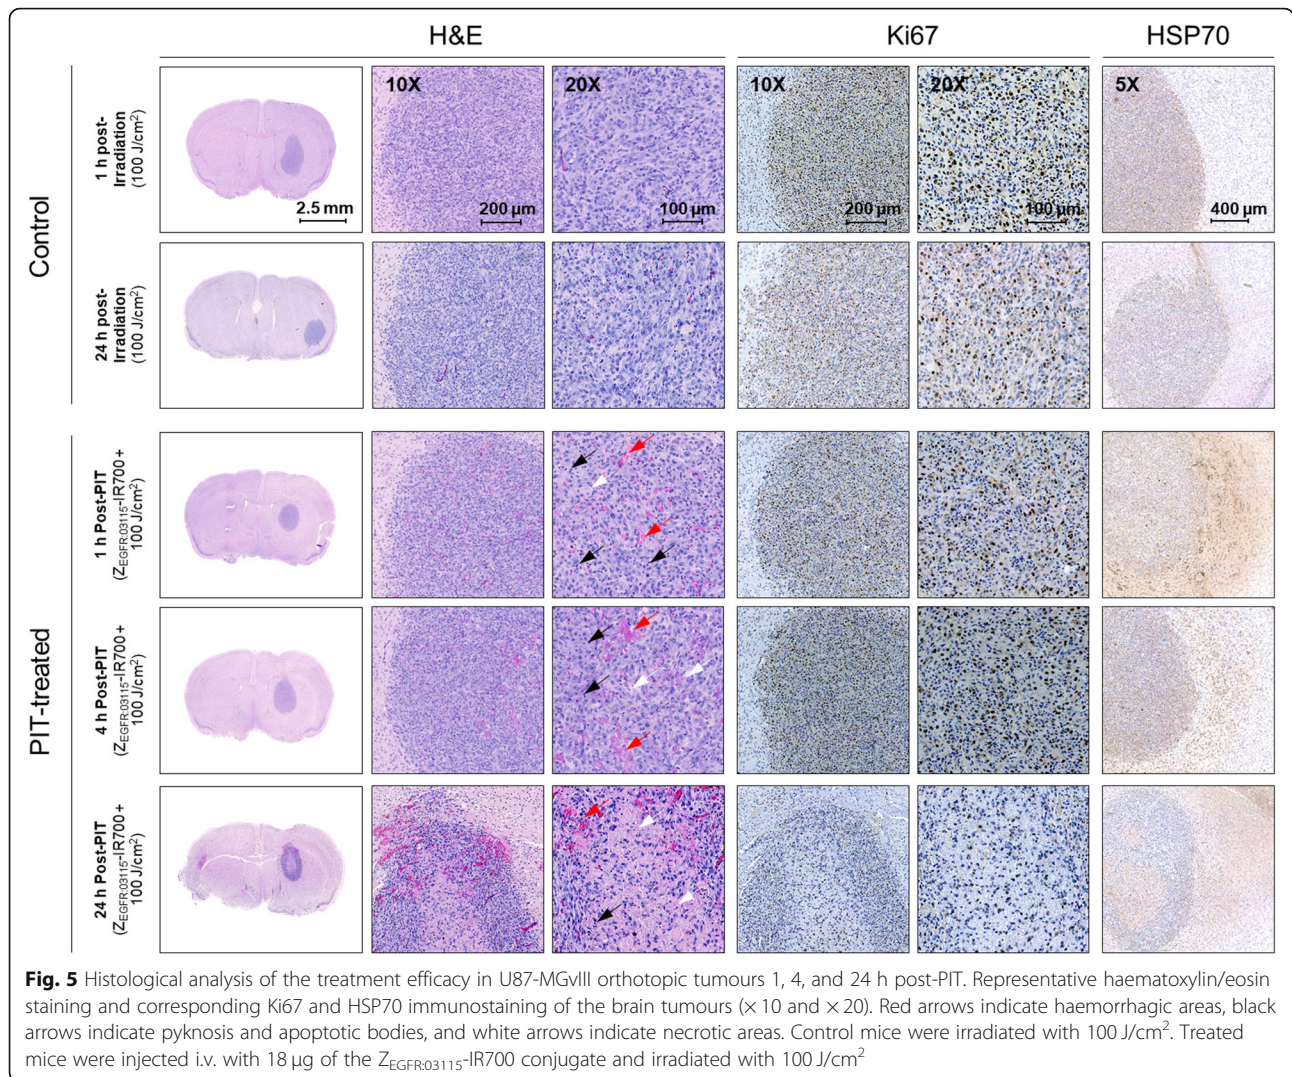 H&E
Ki67
HSP70
Control
1 h post-
Irradiation
(100 J/cm²)
2.5 mm
10X
200 µm
20X
100 µm
10X
200 µm
20X
100 µm
5X
400 µm
24 h post-
Irradiation
(100 J/cm²)
PIT-treated
1 h Post-PIT
(ZEGFR:03115-IR700+
100 J/cm²)
4 h Post-PIT
(ZEGFR:03115-IR700+
100 J/cm²)
24 h Post-PIT
(ZEGFR:03115-IR700+
100 J/cm²)
Fig. 5 Histological analysis of the treatment efficacy in U87-MGvIII orthotopic tumours 1, 4, and 24 h post-PIT. Representative haematoxylin/eosin
staining and corresponding Ki67 and HSP70 immunostaining of the brain tumours (× 10 and × 20). Red arrows indicate haemorrhagic areas, black
arrows indicate pyknosis and apoptotic bodies, and white arrows indicate necrotic areas. Control mice were irradiated with 100 J/cm². Treated
mice were injected i.v. with 18 µg of the ZEGFR:03115-IR700 conjugate and irradiated with 100 J/cm²